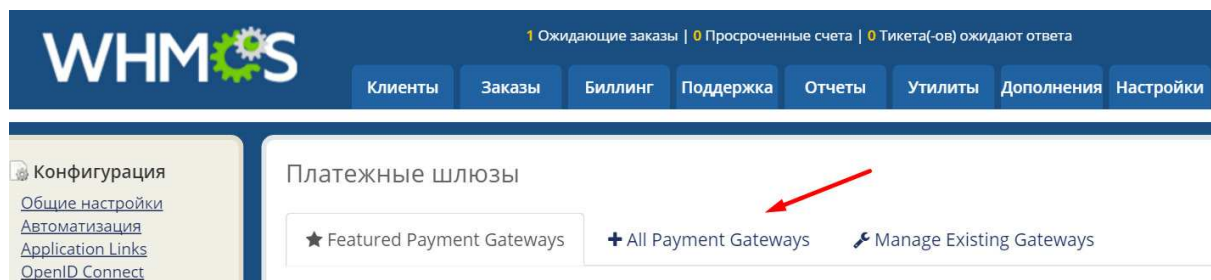 WHMCS
1 Ожидающие заказы | 0 Просроченные счета | 0 Тикета(-ов) ожидают ответа
Клиенты Заказы Биллинг Поддержка Отчеты Утилиты Дополнения Настройки
Конфигурация
Общие настройки
Автоматизация
Application Links
OpenID Connect
Платежные шлюзы
Featured Payment Gateways All Payment Gateways Manage Existing Gateways